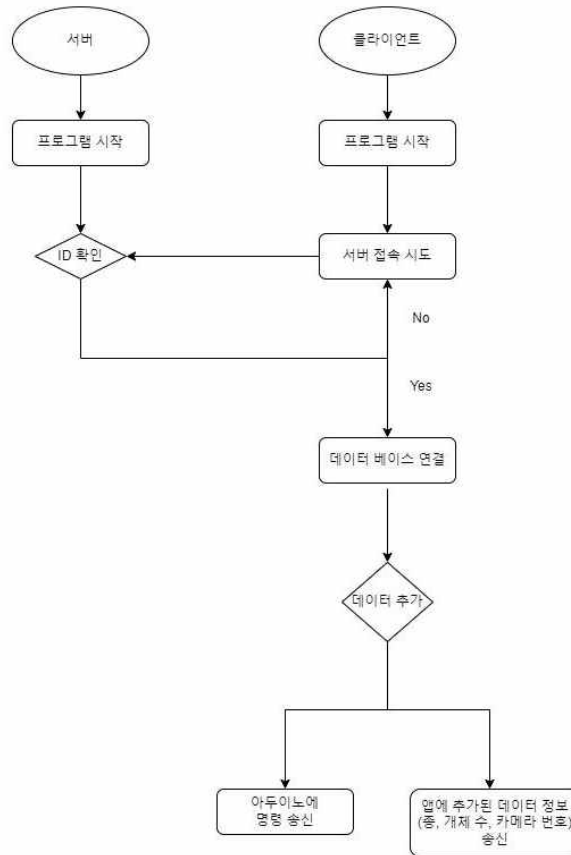 서버
클라이언트
프로그램 시작
프로그램 시작
ID 확인
서버 접속 시도
No
Yes
데이터 베이스 연결
데이터 추가
아두이노에
명령 송신
앱에 추가된 데이터 정보
(종, 개체 수, 카메라 번호)
송신